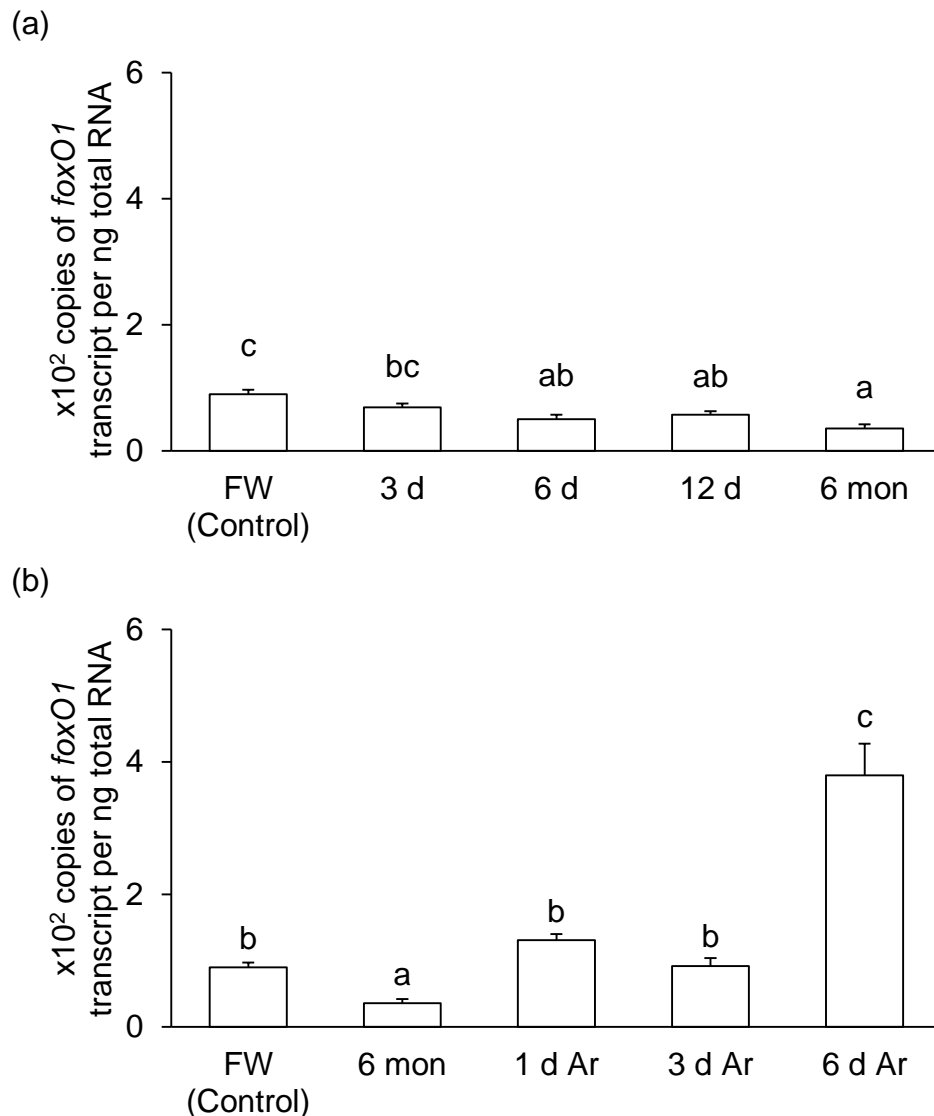 (a)
x10² copies of foxO1
transcript per ng total RNA
6
4
2
0
c
bc
ab
ab
a
FW
(Control)
3 d
6 d
12 d
6 mon
(b)
x10² copies of foxO1
transcript per ng total RNA
6
4
2
0
b
a
b
b
c
FW
(Control)
6 mon
1 d Ar
3 d Ar
6 d Ar